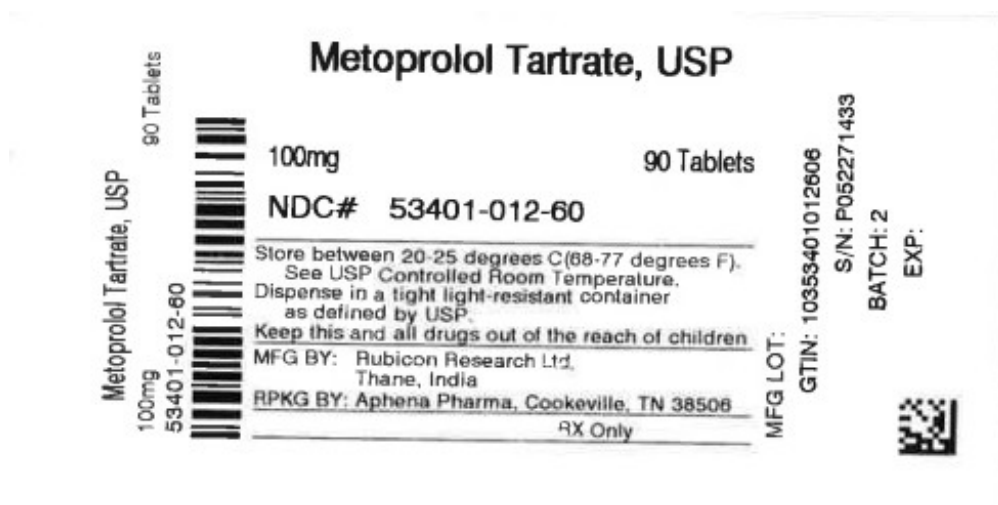 Metoprolol Tartrate, USP
100mg 90 Tablets
NDC# 53401-012-60
Store between 20-25 degrees C(68-77 degrees F).
See USP Controlled Room Temperature.
Dispense in a tight light-resistant container
as defined by USP.
Keep this and all drugs out of the reach of children
MFG BY: Rubicon Research Ltd.
Thane, India
RPKG BY: Aphena Pharma, Cookeville, TN 38506
RX Only
Metoprolol Tartrate, USP
100mg 90 Tablets
53401-012-60
MFG LOT:
GTIN: 10353401012606
S/N: P052271433
BATCH: 2
EXP: